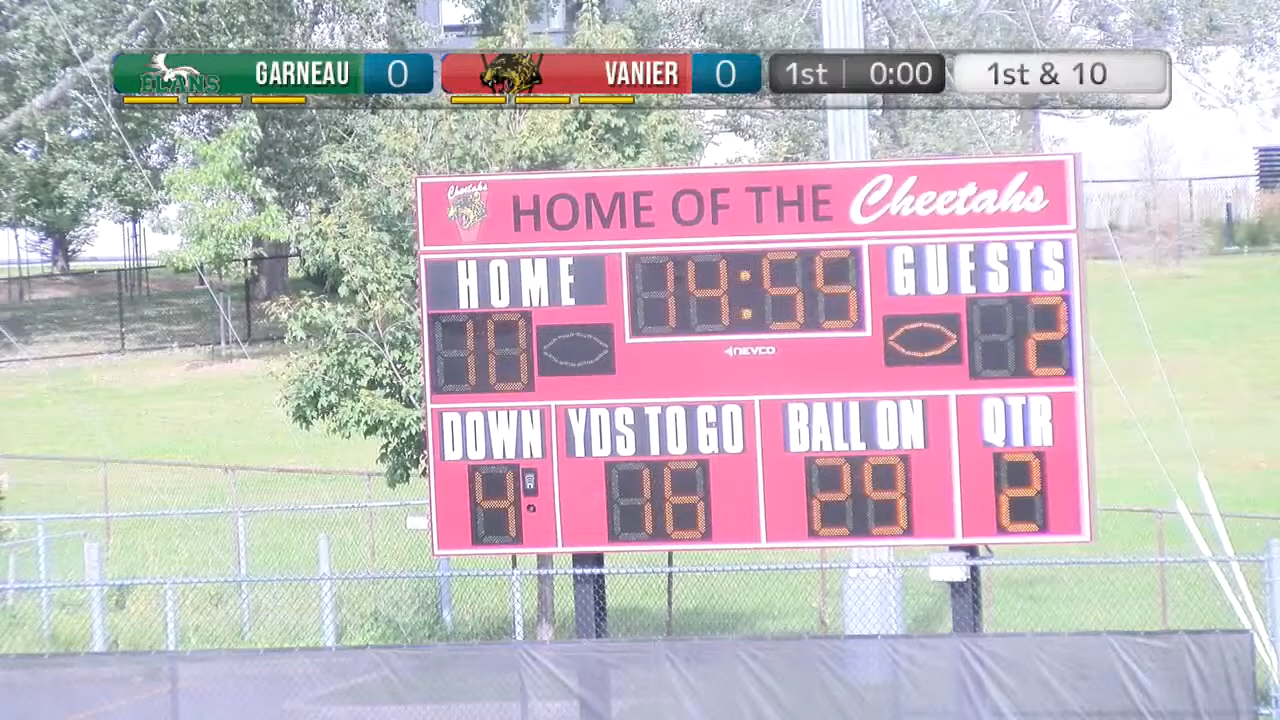 ELANS GARNEAU 0 VANIER 0 1st 0:00 1st & 10
Cheetahs HOME OF THE Cheetahs
HOME 14:55 GUESTS
10 2
NEVCO
DOWN YDS TO GO BALL ON QTR
4 16 29 2